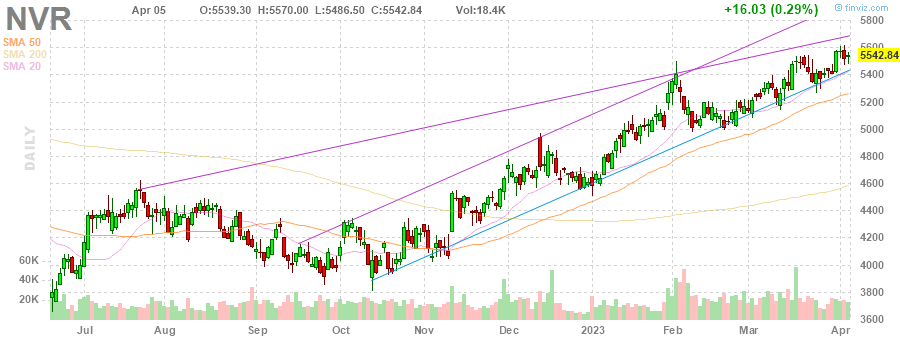 NVR Apr 05 O:5539.30 H:5570.00 L:5486.50 C:5542.84 Vol:18.4K +16.03 (0.29%) © finviz.com
SMA 50
SMA 200
SMA 20
DAILY
5800
5600
5542.84
5400
5200
5000
4800
4600
4400
4200
4000
3800
3600
60K
40K
20K
Jul Aug Sep Oct Nov Dec 2023 Feb Mar Apr